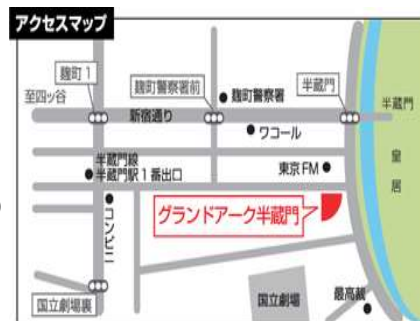 アクセスマップ
麹町1
麹町警察署前
麹町警察署
半蔵門
至四ッ谷
新宿通り
半蔵門
ワコール
皇居
半蔵門線
半蔵門駅1番出口
東京FM
コンビニ
グランドアーク半蔵門
国立劇場裏
国立劇場
最高裁